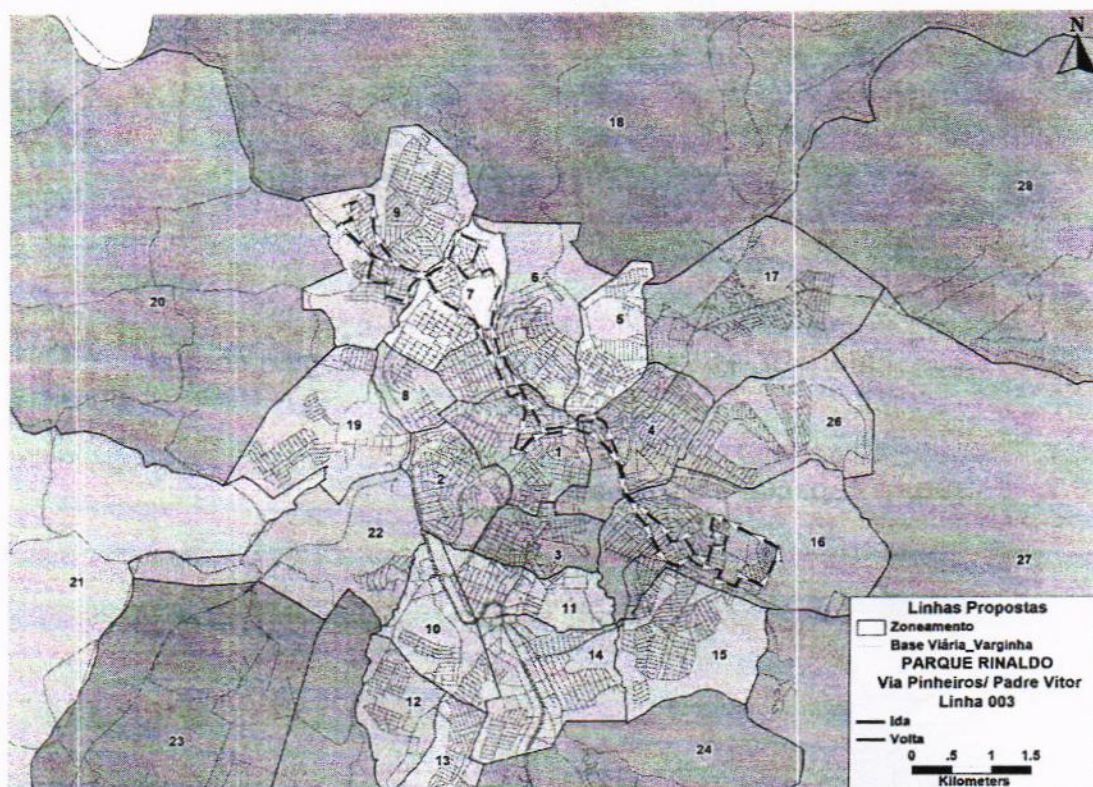 N
18
28
9
17
6
20
7
5
8
4
26
19
1
2
3
16
22
27
21
11
10
14
15
12
23
24
13
Linhas Propostas
Zoneamento
Base Viária_Varginha
PARQUE RINALDO
Via Pinheiros/ Padre Vitor
Linha 003
Ida
Volta
0 .5 1 1.5
Kilometers